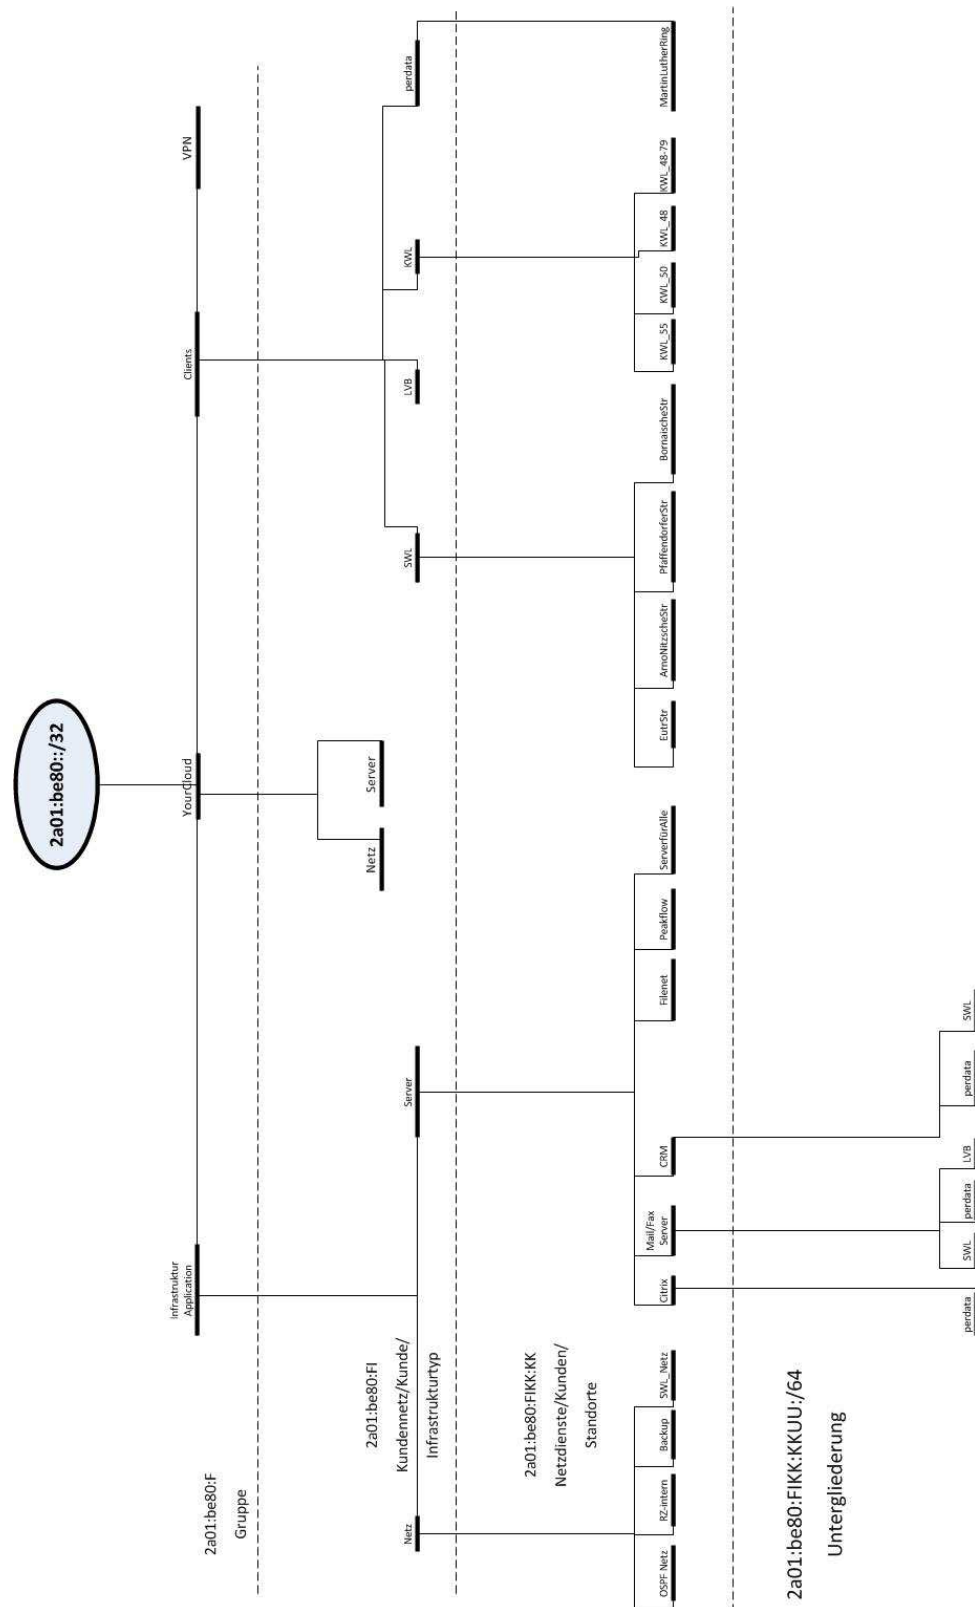 2a01:be80::/32
2a01:be80:F
Gruppe
Infrastruktur
Application
YourCloud
Clients
VPN
Netz
Server
2a01:be80:FI
Kundennetz/Kunde/
Infrastrukturtyp
Netz
Server
SWL
LVB
KWL
perdata
2a01:be80:FIKK:KK
Netzdienste/Kunden/
Standorte
OSPF Netz
RZ-intern
Backup
SWL_Netz
Citrix
Mail/Fax
Server
CRM
Filenet
Peakflow
ServerfürAlle
EutrStr
ArnoNitzscheStr
PfaffendorferStr
BornaischeStr
KWL_55
KWL_50
KWL_48
KWL_48-79
MartinLutherRing
2a01:be80:FIKK:KKUU:/64
Untergliederung
perdata
SWL
perdata
LVB
perdata
SWL